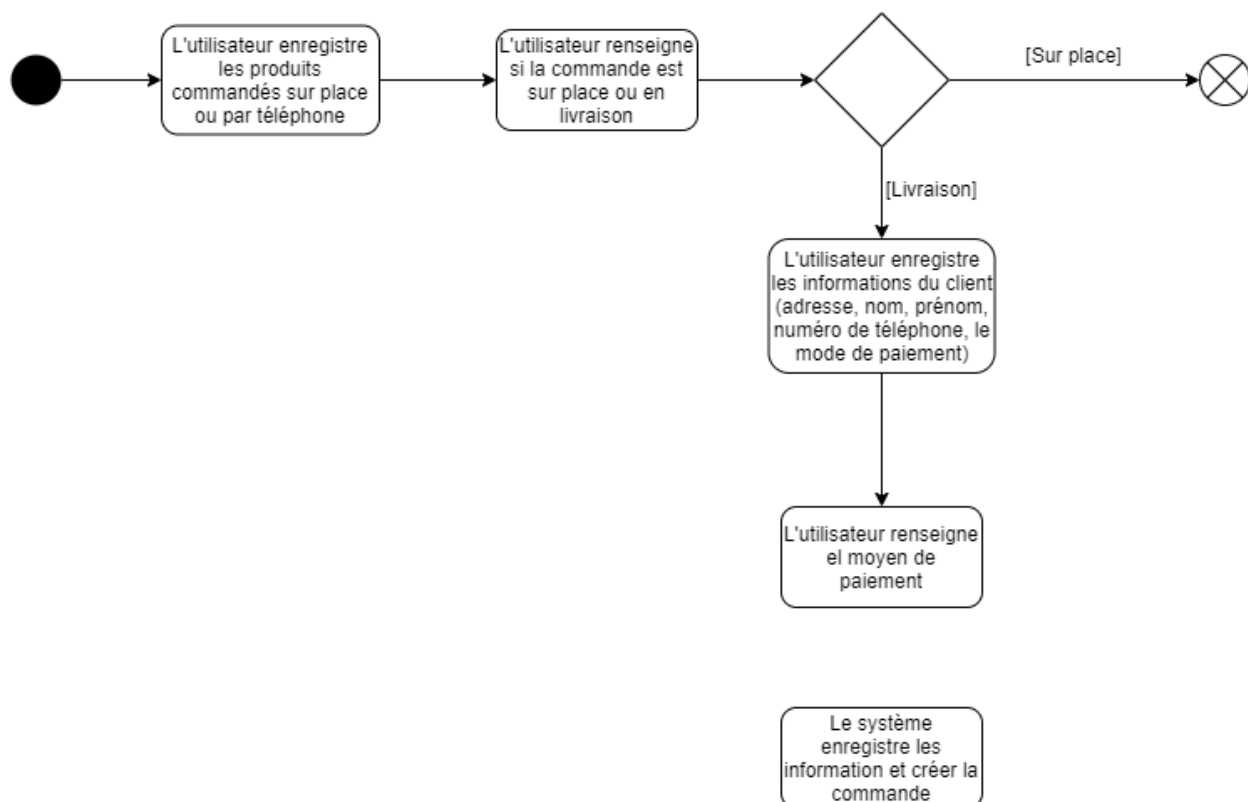 L'utilisateur enregistre
les produits
commandés sur place
ou par téléphone
L'utilisateur renseigne
si la commande est
sur place ou en
livraison
[Sur place]
[Livraison]
L'utilisateur enregistre
les informations du client
(adresse, nom, prénom,
numéro de téléphone, le
mode de paiement)
L'utilisateur renseigne
el moyen de
paiement
Le système
enregistre les
information et créer la
commande